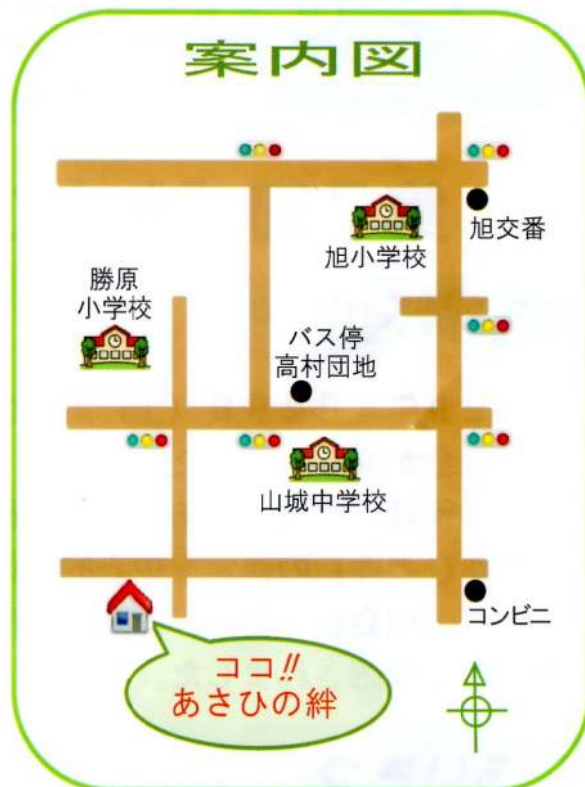 案内図
旭交番
旭小学校
勝原
小学校
バス停
高村団地
山城中学校
コンビニ
ココ!!
あさひの絆